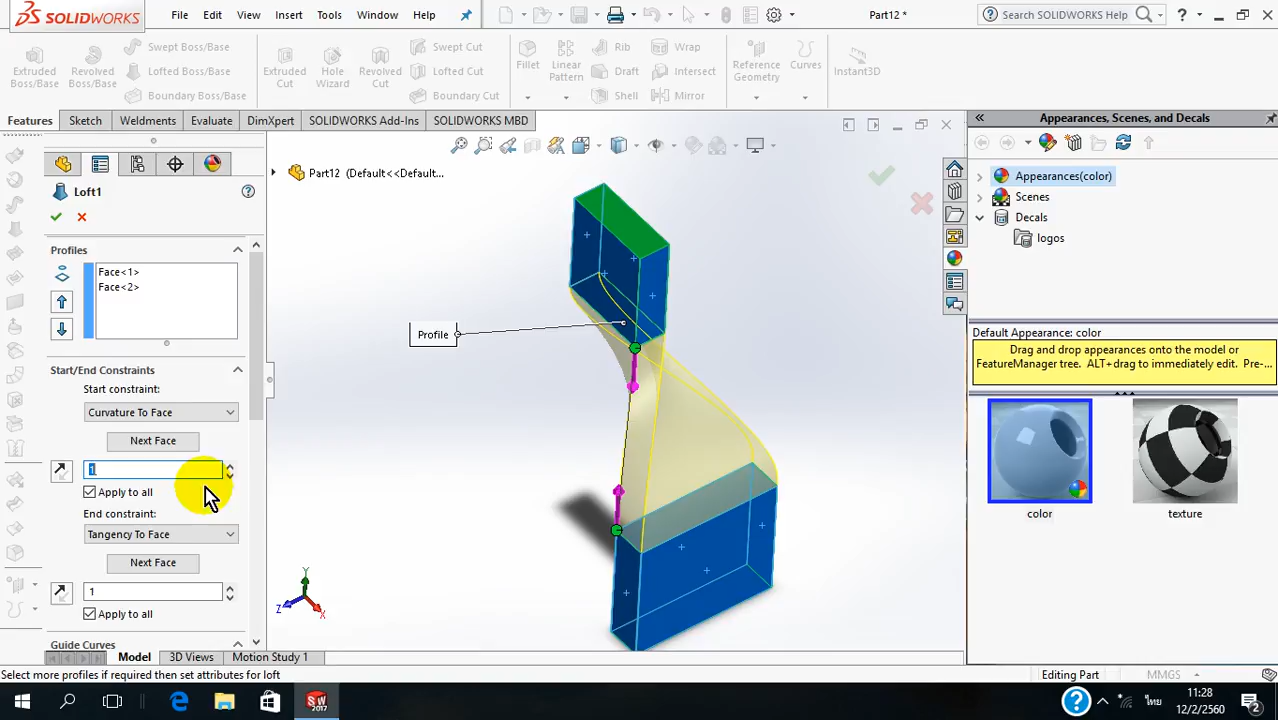 SOLIDWORKS
File
Edit
View
Insert
Tools
Window
Help
Part12 *
Search SOLIDWORKS Help
?
Extruded Boss/Base
Revolved Boss/Base
Swept Boss/Base
Lofted Boss/Base
Boundary Boss/Base
Extruded Cut
Hole Wizard
Revolved Cut
Swept Cut
Lofted Cut
Boundary Cut
Fillet
Linear Pattern
Rib
Draft
Shell
Wrap
Intersect
Mirror
Reference Geometry
Curves
Instant3D
Features
Sketch
Weldments
Evaluate
DimXpert
SOLIDWORKS Add-Ins
SOLIDWORKS MBD
Appearances, Scenes, and Decals
Loft1
Part12 (Default<<Default...
Appearances(color)
Scenes
Decals
logos
Profiles
Face<1>
Face<2>
Profile
Start/End Constraints
Start constraint:
Curvature To Face
Next Face
1
Apply to all
End constraint:
Tangency To Face
Next Face
1
Apply to all
Guide Curves
Default Appearance: color
Drag and drop appearances onto the model or
FeatureManager tree. ALT+drag to immediately edit. Pre-...
color
texture
Y
Z
X
Model
3D Views
Motion Study 1
Select more profiles if required then set attributes for loft
Editing Part
MMGS
SW
2017
ไทย
11:28
12/2/2560
2